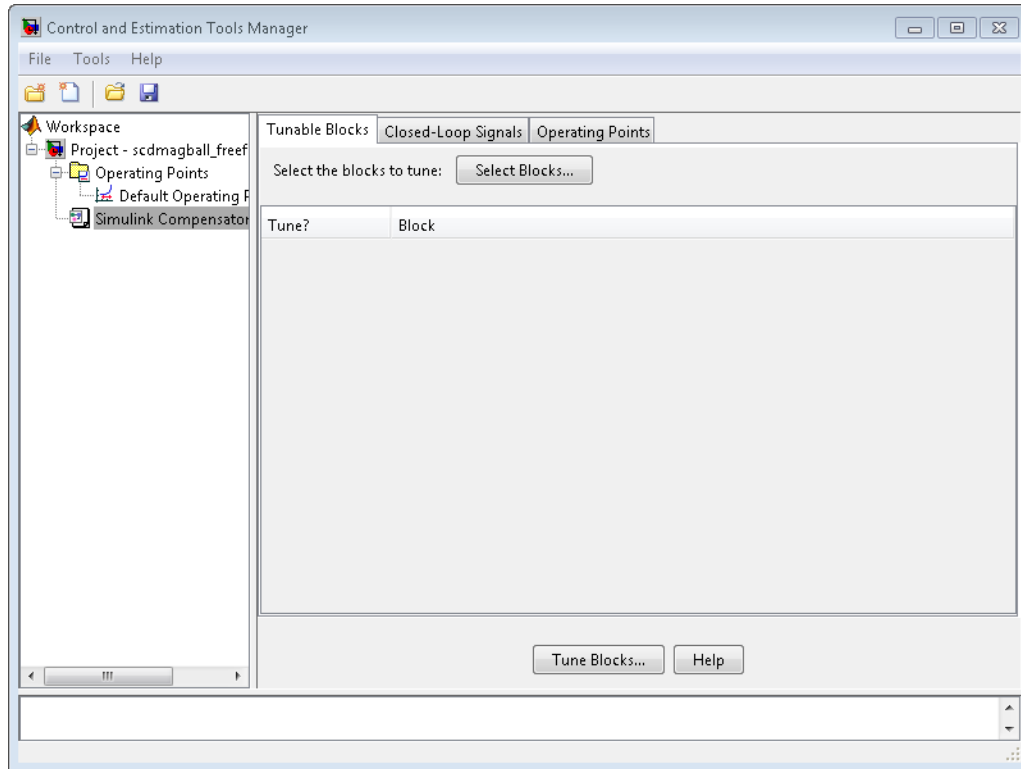 Control and Estimation Tools Manager
File Tools Help
Workspace
Project - scdmagball_freef
Operating Points
Default Operating P
Simulink Compensator
Tunable Blocks Closed-Loop Signals Operating Points
Select the blocks to tune: Select Blocks...
Tune? Block
Tune Blocks... Help